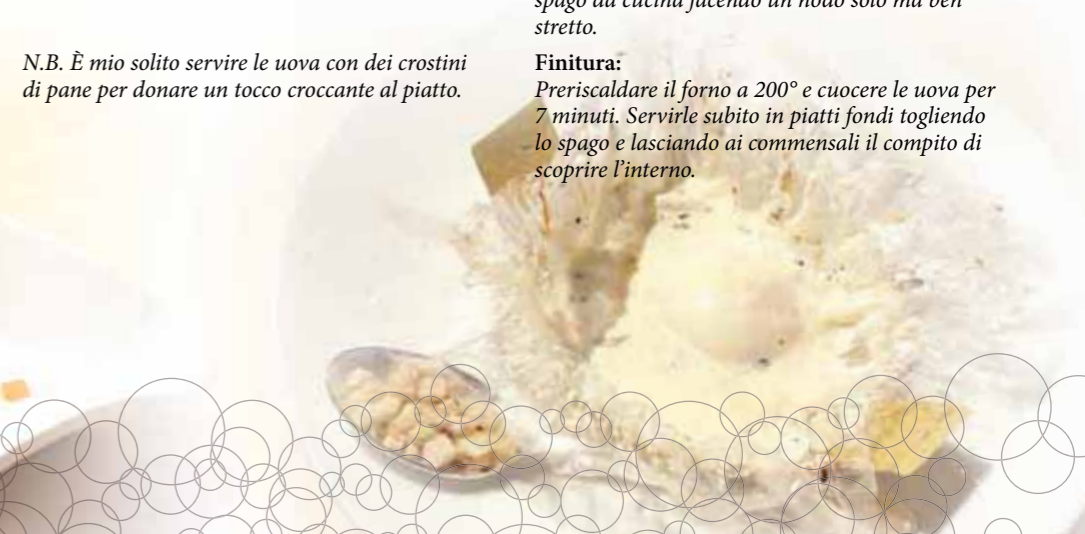 N.B. È mio solito servire le uova con dei crostini
di pane per donare un tocco croccante al piatto.
spago da cucina facendo un nodo solo ma ben
stretto.
Finitura:
Preriscaldare il forno a 200° e cuocere le uova per
7 minuti. Servirle subito in piatti fondi togliendo
lo spago e lasciando ai commensali il compito di
scoprire l’interno.